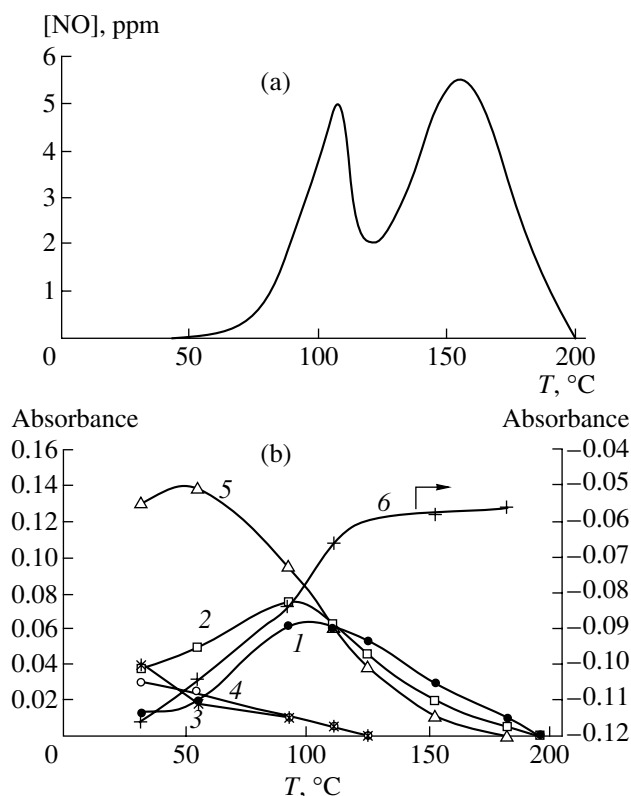 [NO], ppm
(a)
6
5
4
3
2
1
0 50 100 150 200
T, °C
Absorbance Absorbance
(b)
0.16 –0.04
0.14 5 –0.05
0.12 6 –0.06
0.10 –0.07
0.08 –0.08
0.06 2 1 –0.09
0.04 4 –0.10
0.02 3 –0.11
0 50 100 150 200 –0.12
T, °C